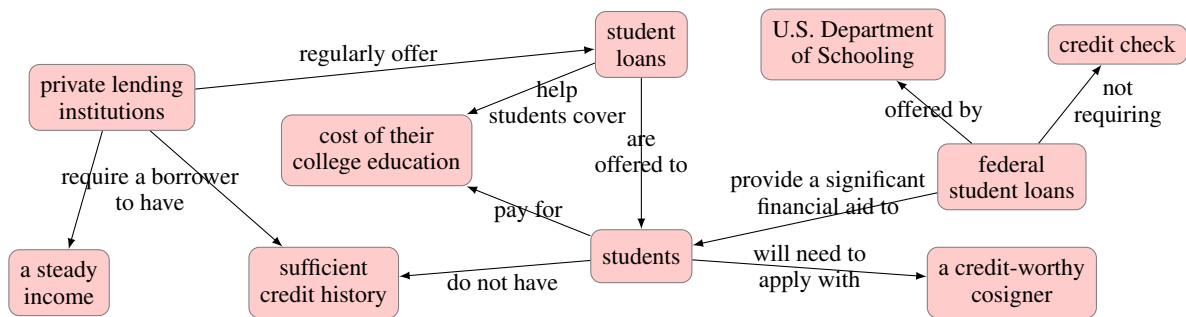 student
loans
U.S. Department
of Schooling
credit check
regularly offer
private lending
institutions
help
students cover
not
requiring
offered by
cost of their
college education
are
offered to
federal
student loans
require a borrower
to have
provide a significant
financial aid to
pay for
a steady
income
sufficient
credit history
do not have
students
will need to
apply with
a credit-worthy
cosigner